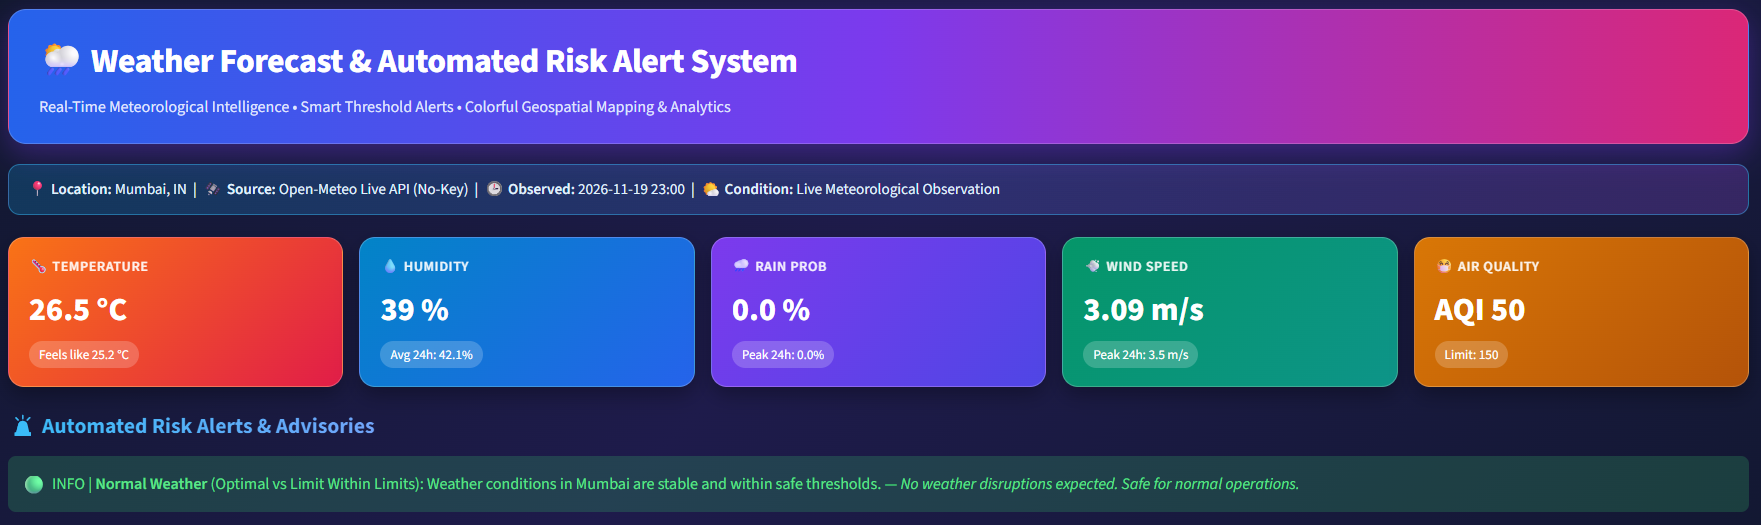 Weather Forecast & Automated Risk Alert System
Real-Time Meteorological Intelligence • Smart Threshold Alerts • Colorful Geospatial Mapping & Analytics
Location: Mumbai, IN | Source: Open-Meteo Live API (No-Key) | Observed: 2026-11-19 23:00 | Condition: Live Meteorological Observation
TEMPERATURE
26.5 °C
Feels like 25.2 °C
HUMIDITY
39 %
Avg 24h: 42.1%
RAIN PROB
0.0 %
Peak 24h: 0.0%
WIND SPEED
3.09 m/s
Peak 24h: 3.5 m/s
AIR QUALITY
AQI 50
Limit: 150
Automated Risk Alerts & Advisories
INFO | Normal Weather (Optimal vs Limit Within Limits): Weather conditions in Mumbai are stable and within safe thresholds. — No weather disruptions expected. Safe for normal operations.